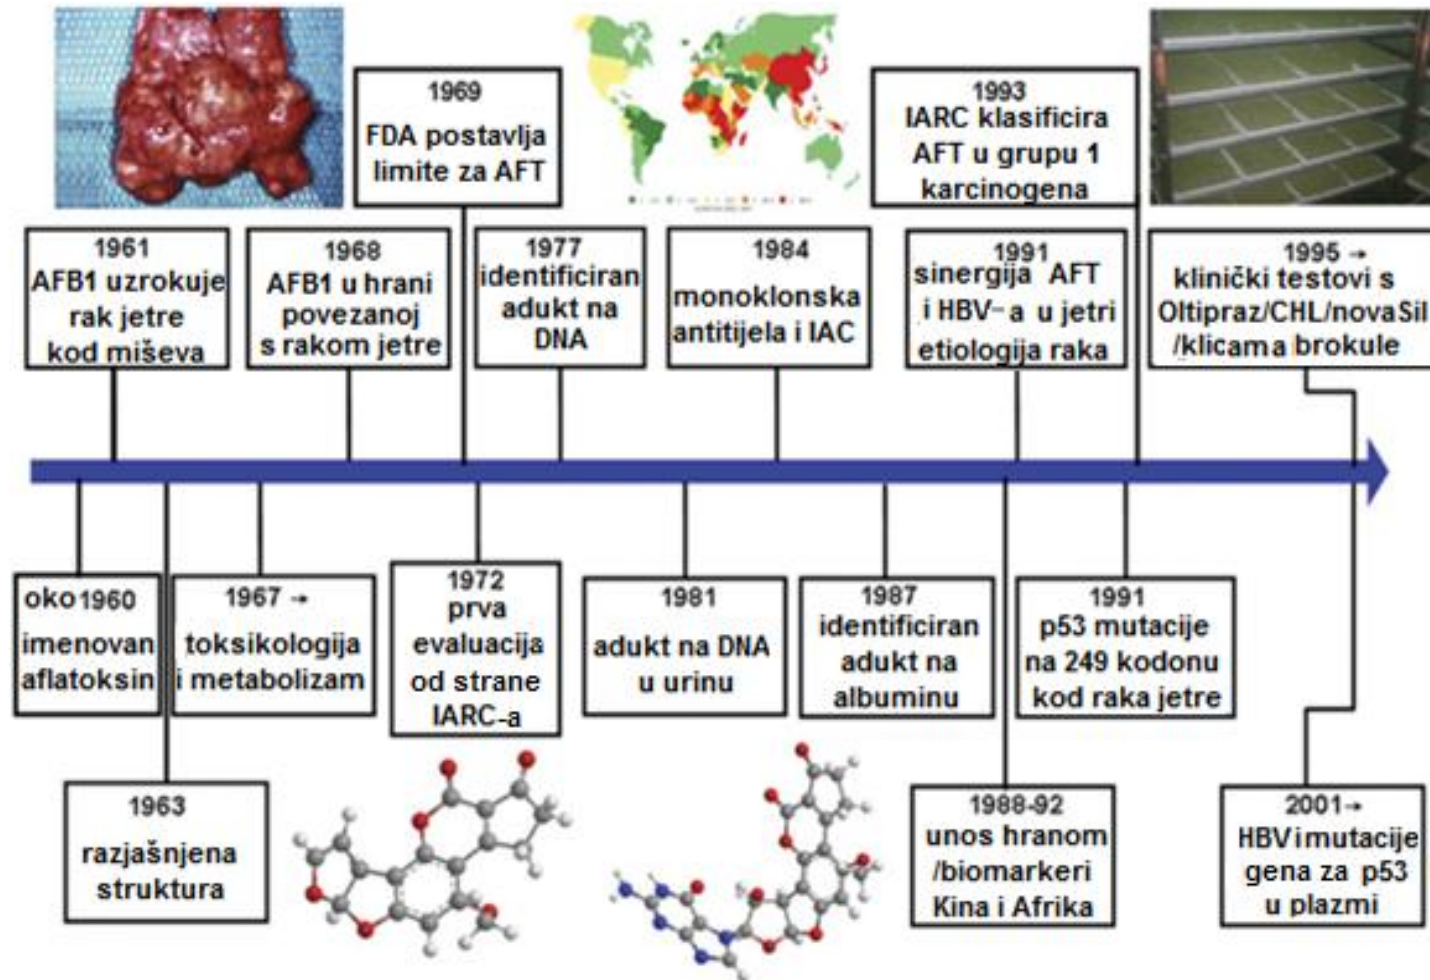 1969
FDA postavlja
limite za AFT
1993
IARC klasificira
AFT u grupu 1
karcinogena
1961
AFB1 uzrokuje
rak jetre
kod miševa
1968
AFB1 u hrani
povezanoj
s rakom jetre
1977
identificiran
adukt na
DNA
1984
monoklonska
antitijela i IAC
1991
sinergija AFT
i HBV-a u jetri
etiologija raka
1995 →
klinički testovi s
Oltipraz/CHL/novaSil
/klicama brokule
oko 1960
imenovan
aflatoksin
1967 →
toksikologija
i metabolizam
1972
prva
evaluacija
od strane
IARC-a
1981
adukt na DNA
u urinu
1987
identificiran
adukt na
albuminu
1991
p53 mutacije
na 249 kodonu
kod raka jetre
1963
razjašnjena
struktura
1988-92
unos hranom
/biomarkeri
Kina i Afrika
2001→
HBV i mutacije
gena za p53
u plazmi